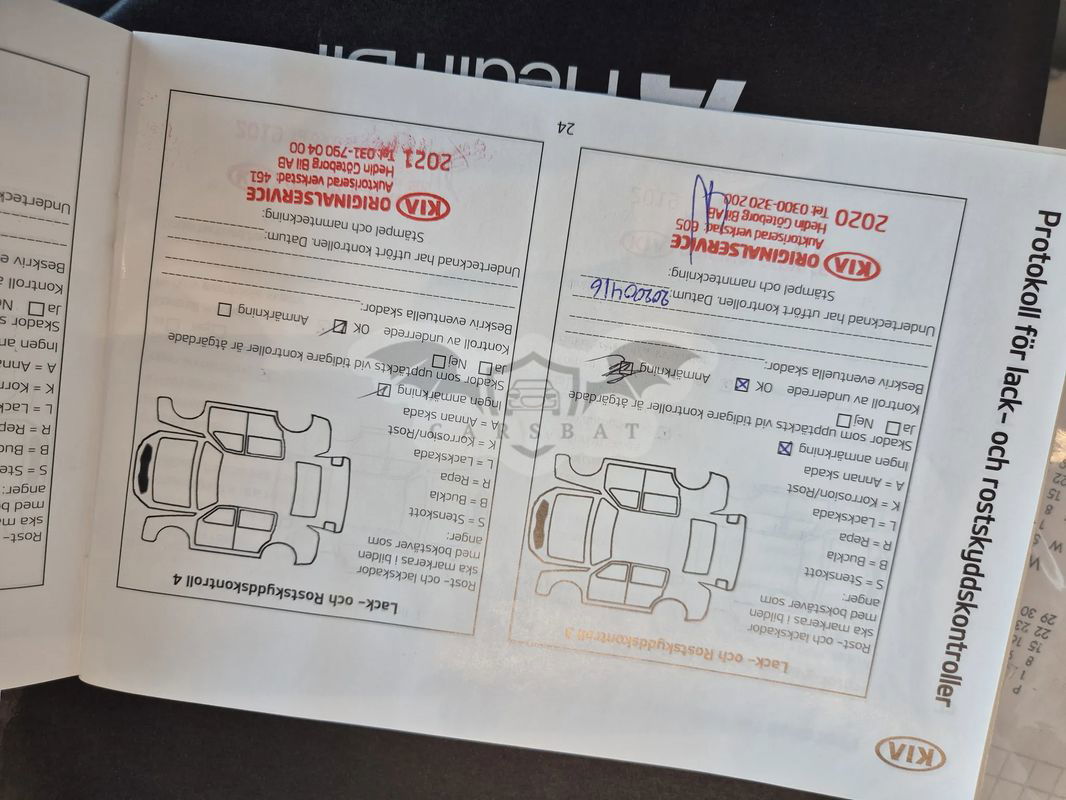 Hedin Bil
Protokoll för lack- och rostskyddskontroller
KIA
Lack- och Rostskyddskontroll 3
Rost- och lackskador
ska markeras i bilden
med bokstäver som
anger:
S = Stenskott
B = Buckla
R = Repa
L = Lackskada
K = Korrosion/Rost
A = Annan skada
Ingen anmärkning
Skador som upptäckts vid tidigare kontroller är åtgärdade
Ja Nej
Kontroll av underrede OK Anmärkning
Beskriv eventuella skador:
Undertecknad har utfört kontrollen. Datum: 20200416
Stämpel och namnteckning:
KIA ORIGINALSERVICE
Auktoriserad verkstad: 605
Hedin Göteborg Bil AB
2020 Tel: 0300-320 200
Lack- och Rostskyddskontroll 4
Rost- och lackskador
ska markeras i bilden
med bokstäver som
anger:
S = Stenskott
B = Buckla
R = Repa
L = Lackskada
K = Korrosion/Rost
A = Annan skada
Ingen anmärkning
Skador som upptäckts vid tidigare kontroller är åtgärdade
Ja Nej
Kontroll av underrede OK Anmärkning
Beskriv eventuella skador:
Undertecknad har utfört kontrollen. Datum:
Stämpel och namnteckning:
KIA ORIGINALSERVICE
Auktoriserad verkstad: 461
Hedin Göteborg Bil AB
2021 Tel: 031-790 04 00
24
CARSBAT